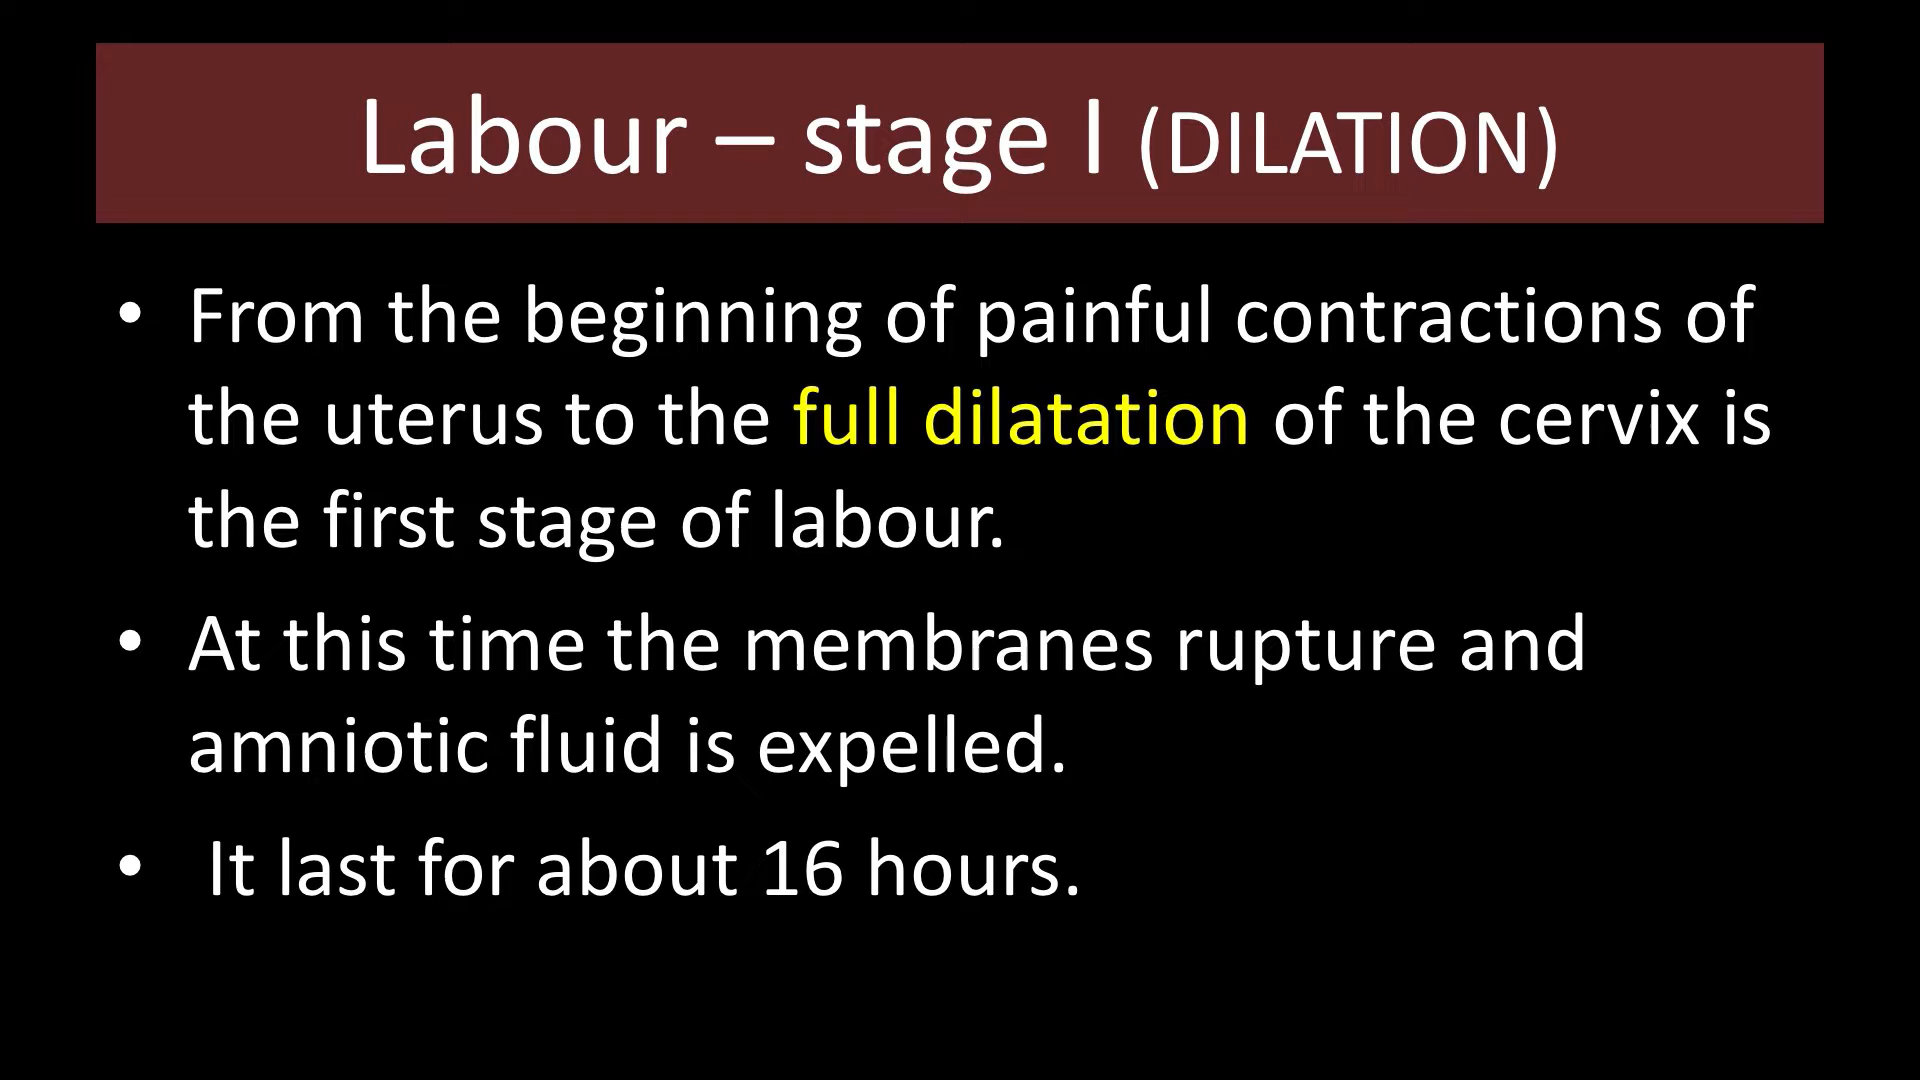 Labour – stage I (DILATION)
• From the beginning of painful contractions of
the uterus to the full dilatation of the cervix is
the first stage of labour.
• At this time the membranes rupture and
amniotic fluid is expelled.
• It last for about 16 hours.